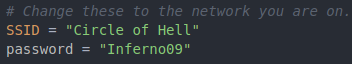 # Change these to the network you are on.
SSID = "Circle of Hell"
password = "Inferno09"